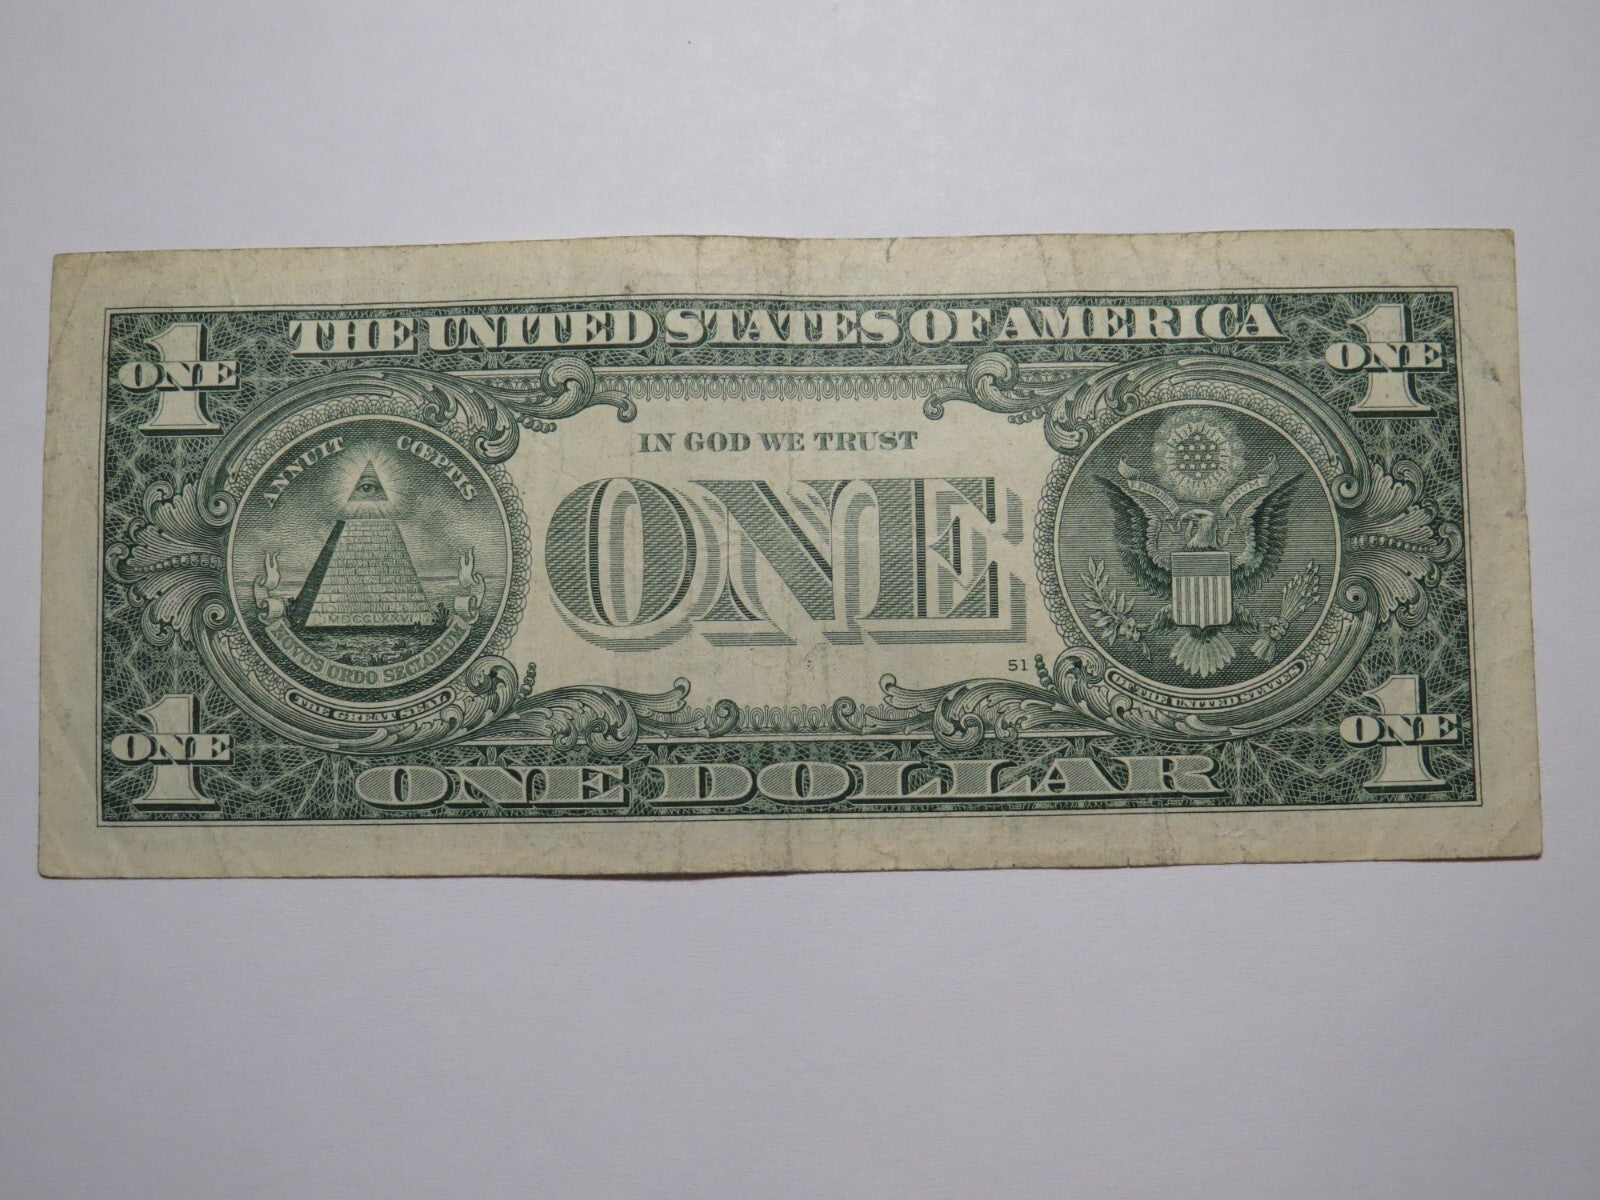 THE UNITED STATES OF AMERICA
1 ONE
1 ONE
IN GOD WE TRUST
ANNUIT CŒPTIS
ONE
MDCCLXXVI
NOVUS ORDO SECLORUM
51
THE GREAT SEAL
OF THE UNITED STATES
1 ONE
1 ONE
ONE DOLLAR